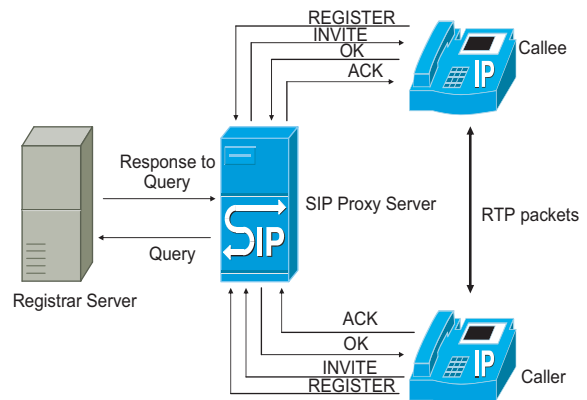 REGISTER
INVITE
OK
ACK
Callee
IP
Response to
Query
SIP
SIP Proxy Server
RTP packets
Query
Registrar Server
ACK
OK
INVITE
REGISTER
IP
Caller